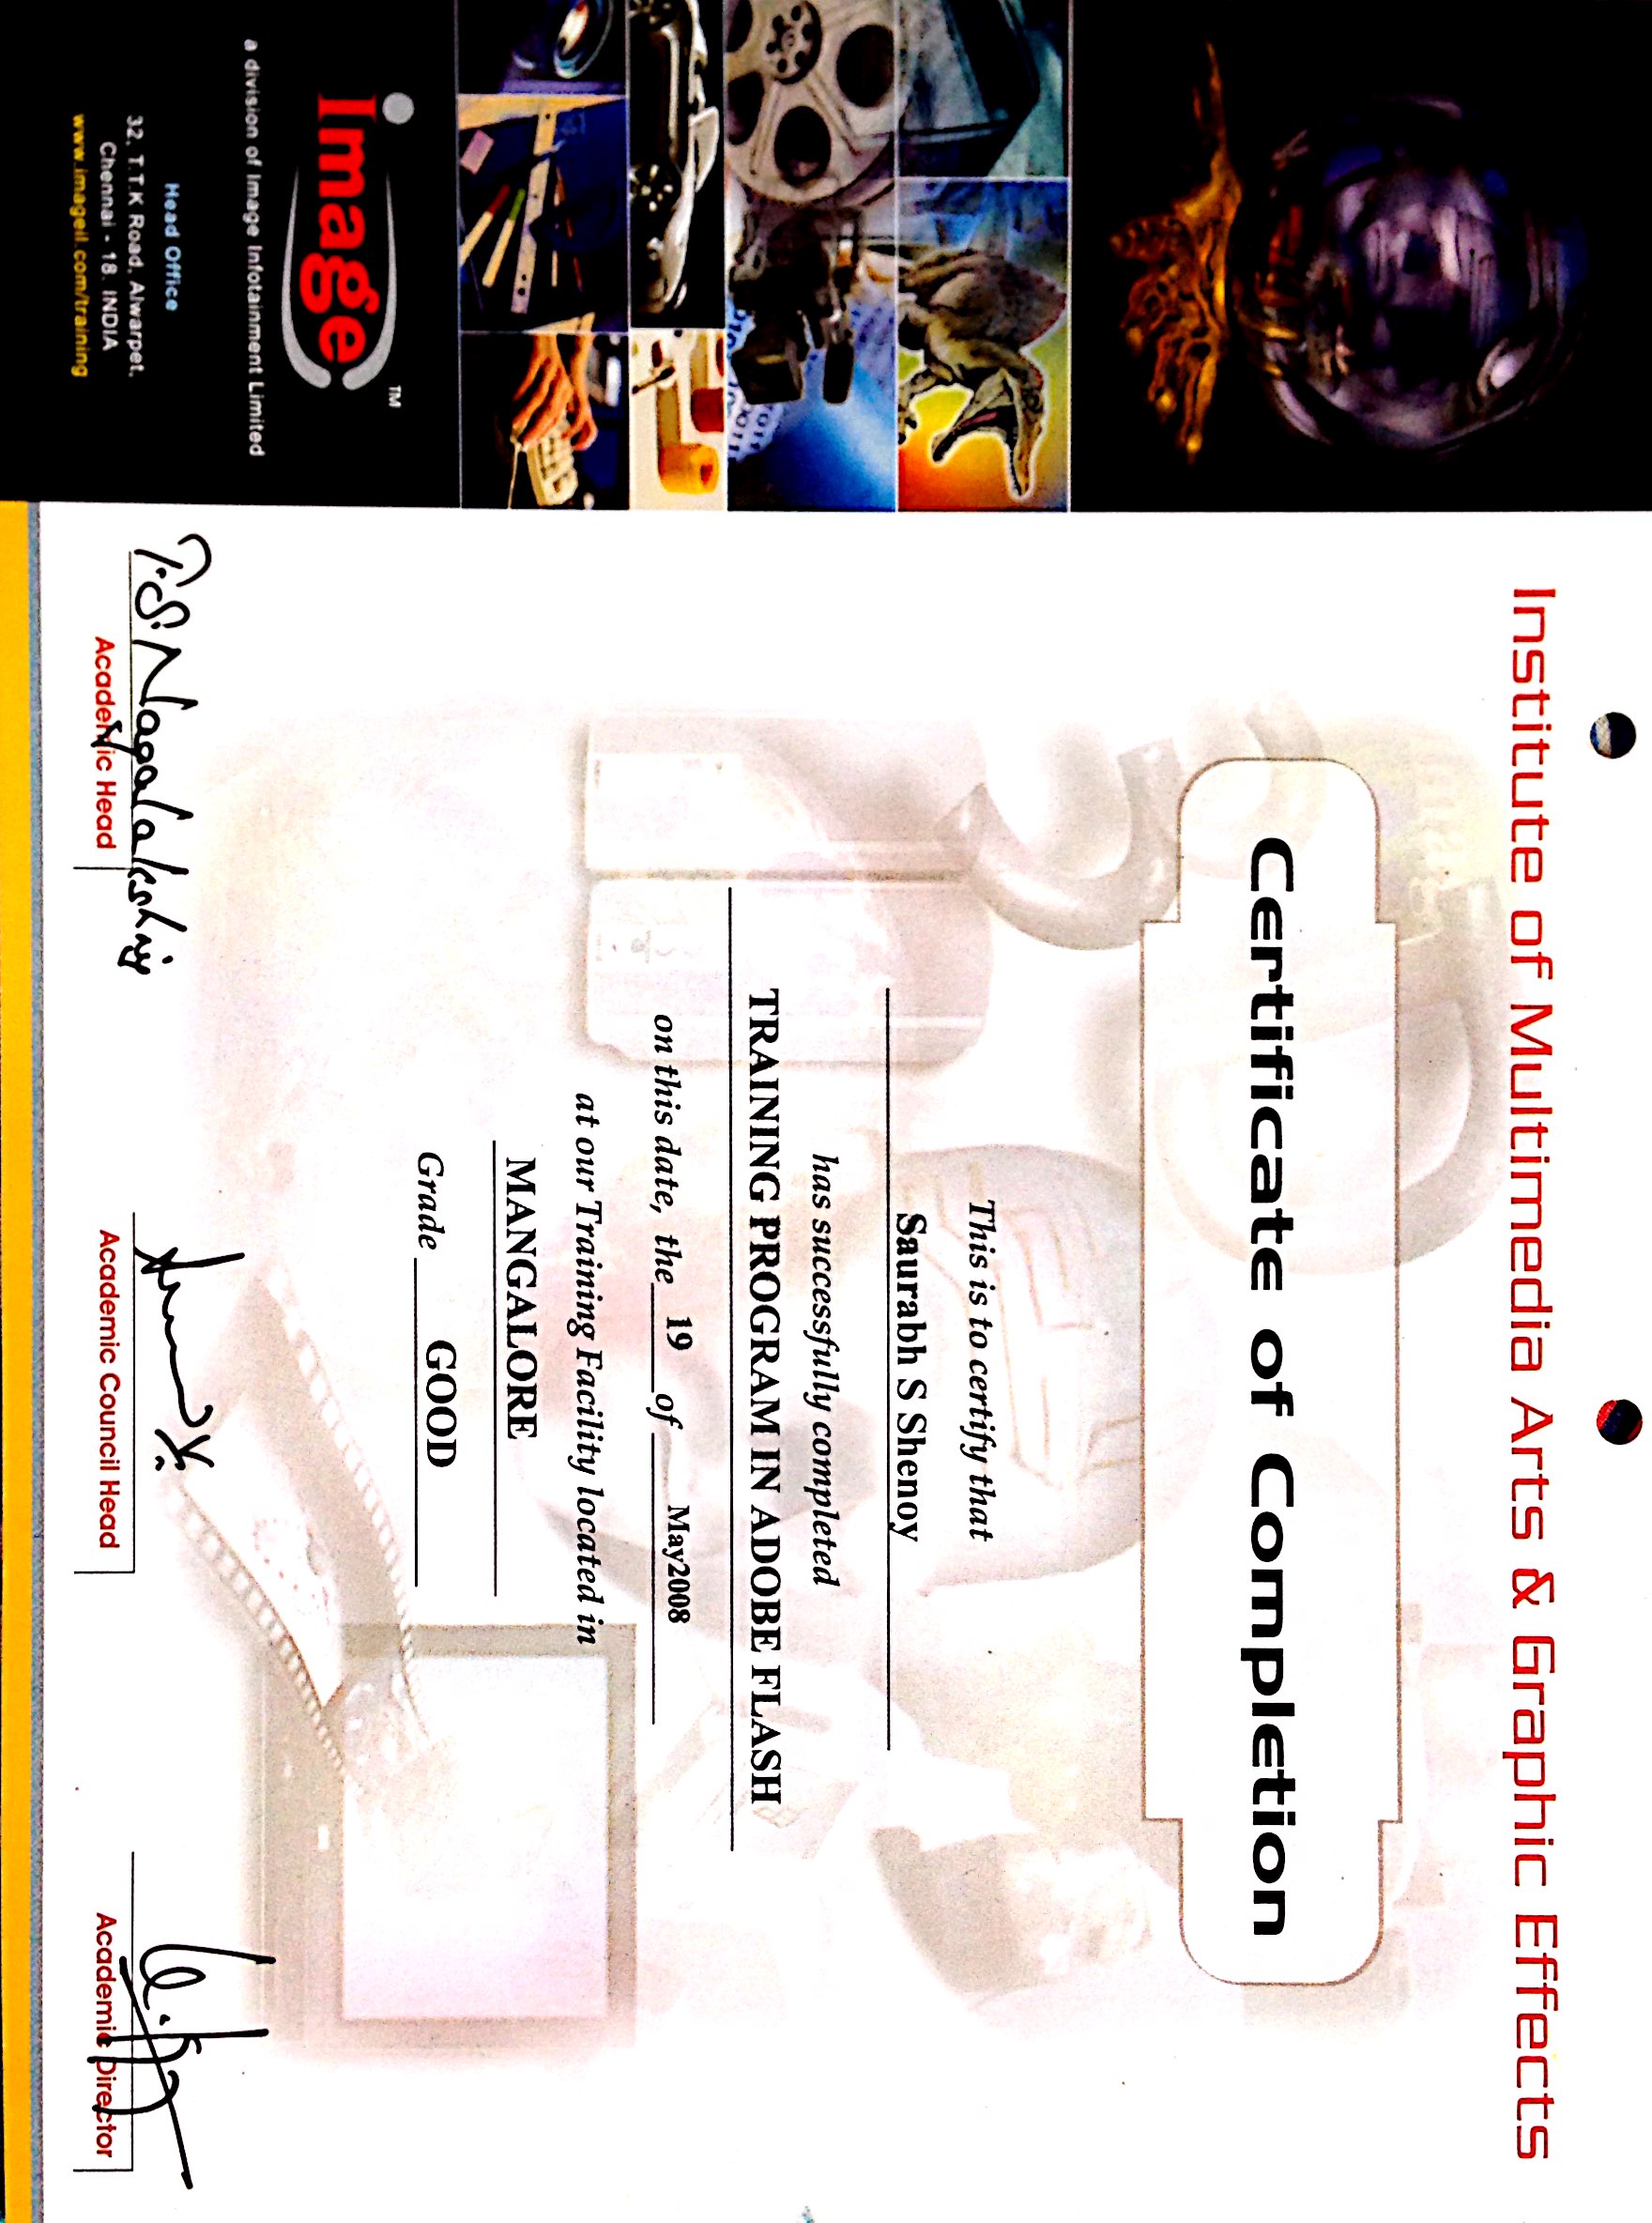 Institute of Multimedia Arts & Graphic Effects
Certificate of Completion
This is to certify that
Saurabh S Shenoy
has successfully completed
TRAINING PROGRAM IN ADOBE FLASH
on this date, the 19 of May2008
at our Training Facility located in
MANGALORE
Grade GOOD
T.S. Nagalakshmi
Academic Head
Academic Council Head
Academic Director
image TM
a division of Image Infotainment Limited
Head Office
32, T.T.K Road, Alwarpet,
Chennai - 18. INDIA
www.imageil.com/training